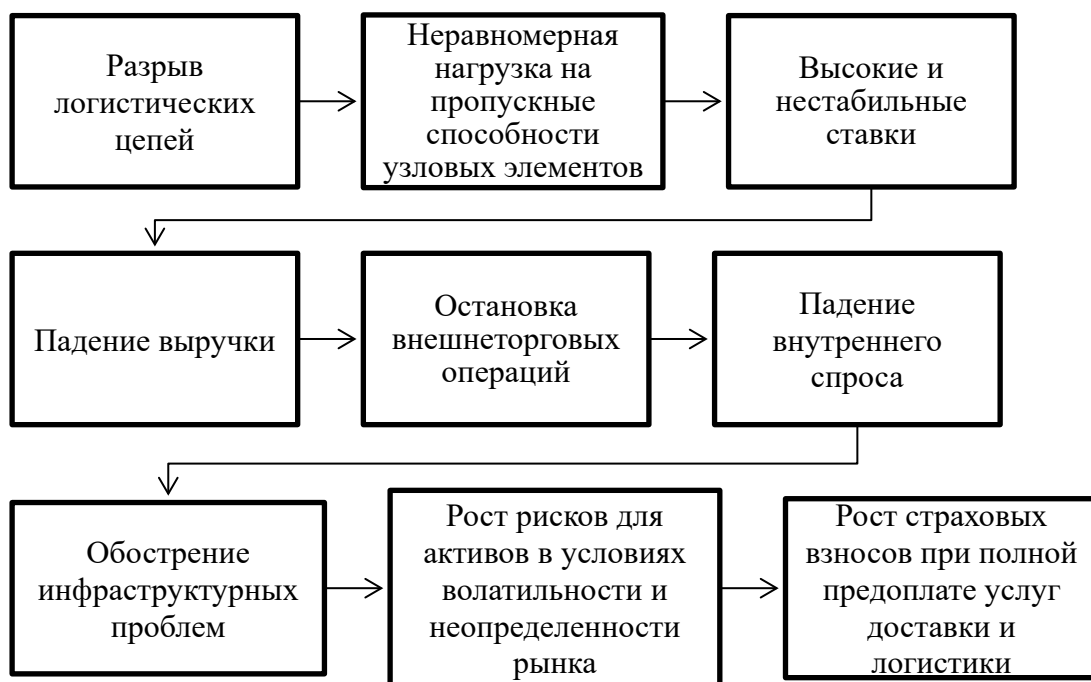 Разрыв
логистических
цепей
Неравномерная
нагрузка на
пропускные
способности
узловых элементов
Высокие и
нестабильные
ставки
Падение выручки
Остановка
внешнеторговых
операций
Падение
внутреннего
спроса
Обострение
инфраструктурных
проблем
Рост рисков для
активов в условиях
волатильности и
неопределенности
рынка
Рост страховых
взносов при полной
предоплате услуг
доставки и
логистики